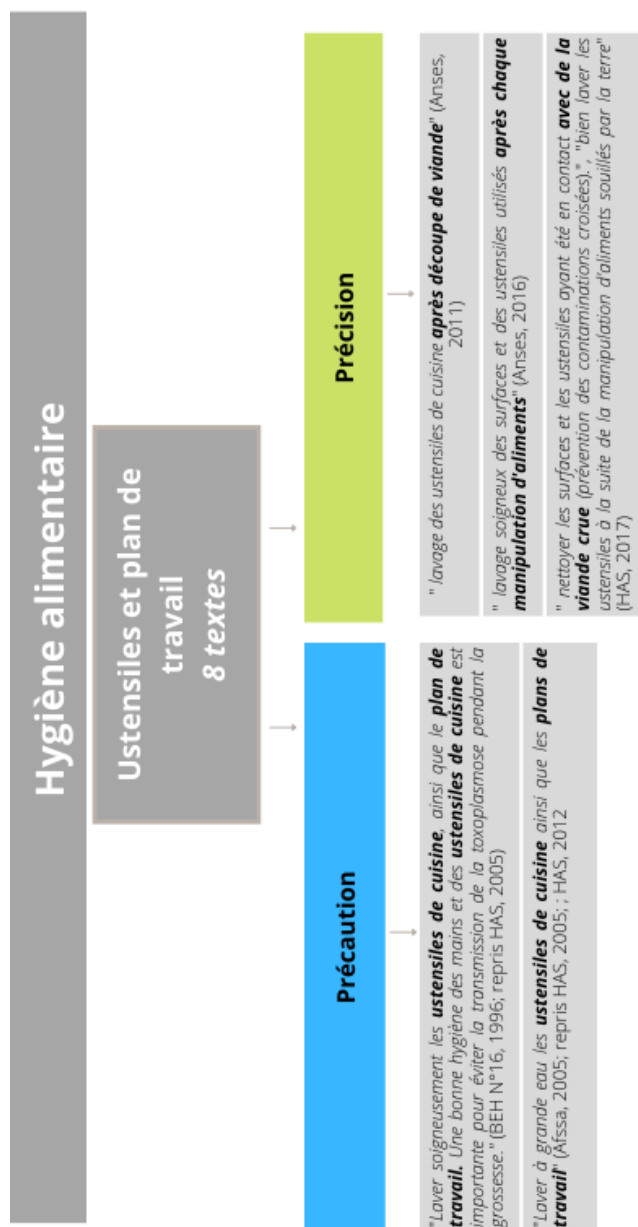 Hygiène alimentaire
Ustensiles et plan de
travail
8 textes
Précaution
"Laver soigneusement les ustensiles de cuisine, ainsi que le plan de
travail. Une bonne hygiène des mains et des ustensiles de cuisine est
importante pour éviter la transmission de la toxoplasmose pendant la
grossesse." (BEH N°16, 1996; repris HAS, 2005)
"Laver à grande eau les ustensiles de cuisine ainsi que les plans de
travail" (Afssa, 2005; repris HAS, 2005; ; HAS, 2012
Précision
" lavage des ustensiles de cuisine après découpe de viande" (Anses,
2011)
" lavage soigneux des surfaces et des ustensiles utilisés après chaque
manipulation d'aliments" (Anses, 2016)
" nettoyer les surfaces et les ustensiles ayant été en contact avec de la
viande crue (prévention des contaminations croisées).", "bien laver les
ustensiles à la suite de la manipulation d'aliments souillés par la terre"
(HAS, 2017)